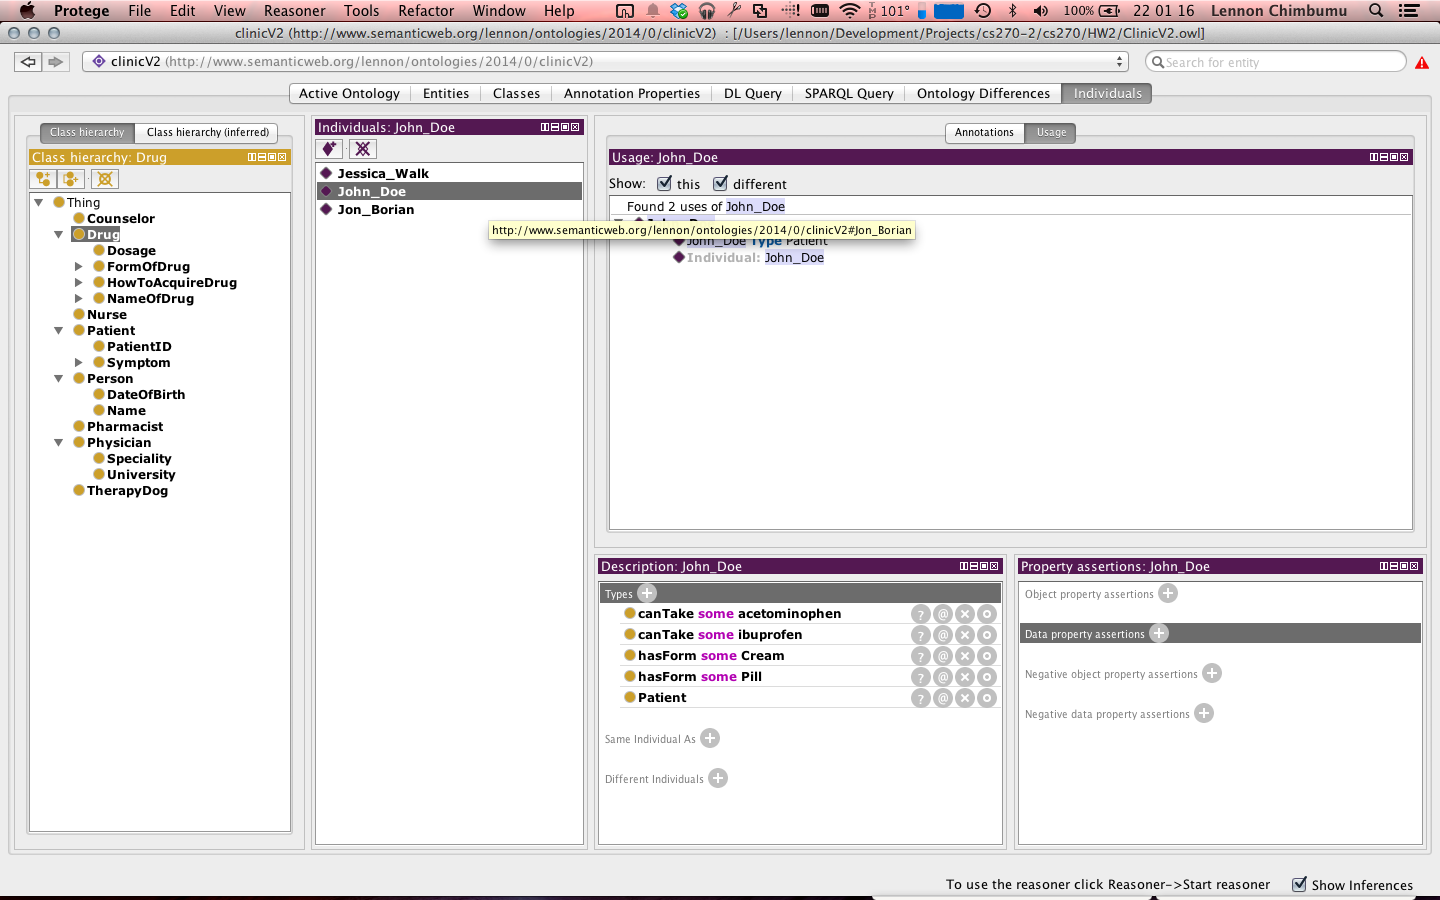 Protege File Edit View Reasoner Tools Refactor Window Help 101° 100% 22 01 16 Lennon Chimbumu
clinicV2 (http://www.semanticweb.org/lennon/ontologies/2014/0/clinicV2) : [/Users/lennon/Development/Projects/cs270-2/cs270/HW2/ClinicV2.owl]
clinicV2 (http://www.semanticweb.org/lennon/ontologies/2014/0/clinicV2) Search for entity
Active Ontology Entities Classes Annotation Properties DL Query SPARQL Query Ontology Differences Individuals
Class hierarchy Class hierarchy (inferred)
Class hierarchy: Drug
Thing
Counselor
Drug
Dosage
FormOfDrug
HowToAcquireDrug
NameOfDrug
Nurse
Patient
PatientID
Symptom
Person
DateOfBirth
Name
Pharmacist
Physician
Speciality
University
TherapyDog
Individuals: John_Doe
Jessica_Walk
John_Doe
Jon_Borian
http://www.semanticweb.org/lennon/ontologies/2014/0/clinicV2#Jon_Borian
Annotations Usage
Usage: John_Doe
Show: this different
Found 2 uses of John_Doe
John_Doe Type Patient
Individual: John_Doe
Description: John_Doe
Types
canTake some acetominophen
canTake some ibuprofen
hasForm some Cream
hasForm some Pill
Patient
Same Individual As
Different Individuals
Property assertions: John_Doe
Object property assertions
Data property assertions
Negative object property assertions
Negative data property assertions
To use the reasoner click Reasoner->Start reasoner Show Inferences